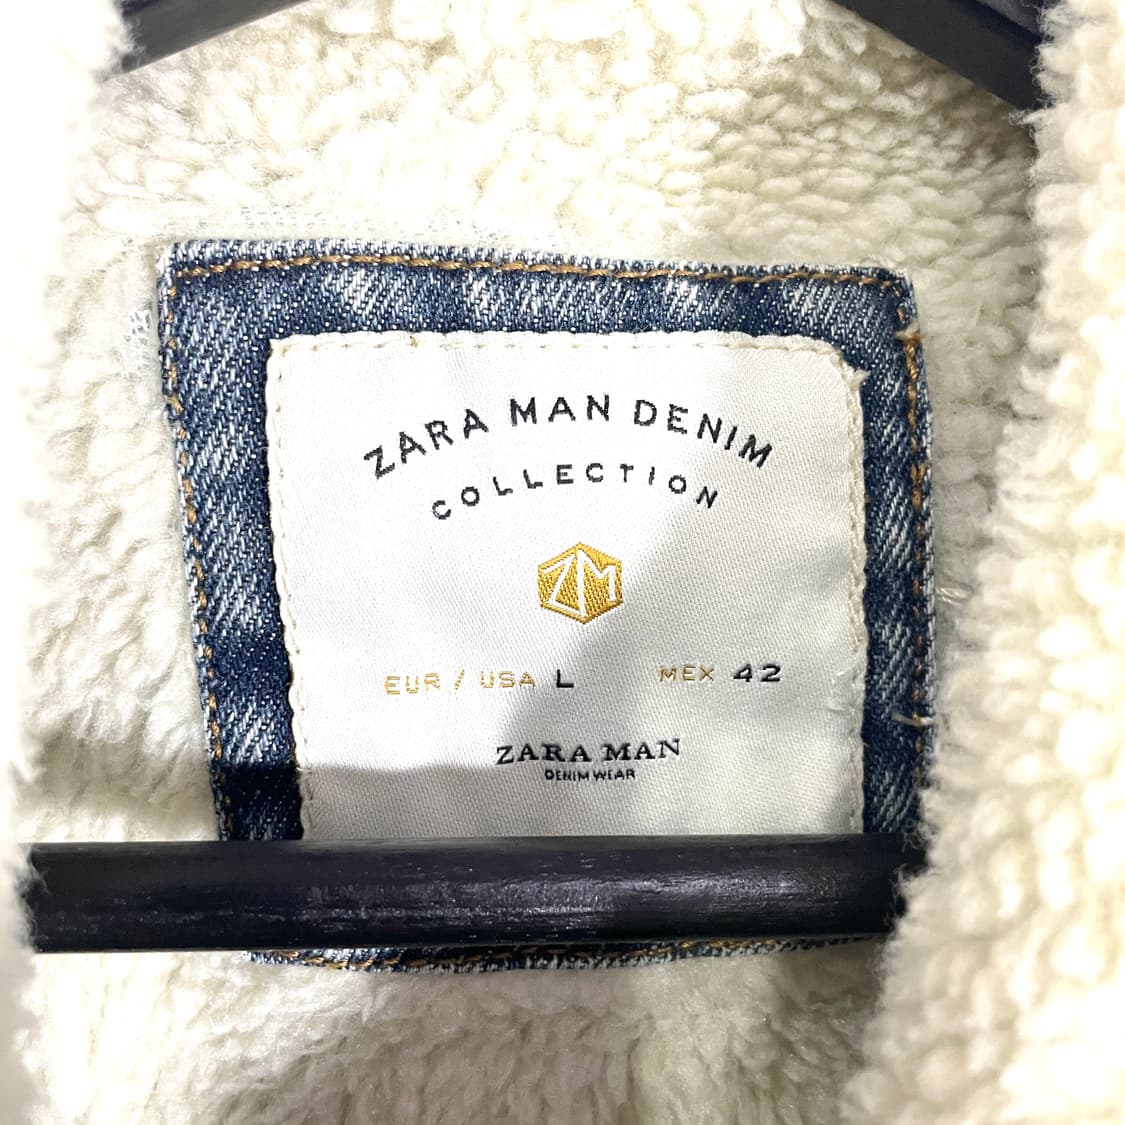 ZARA MAN DENIM
COLLECTION
ZM
EUR / USA L MEX 42
ZARA MAN
DENIM WEAR